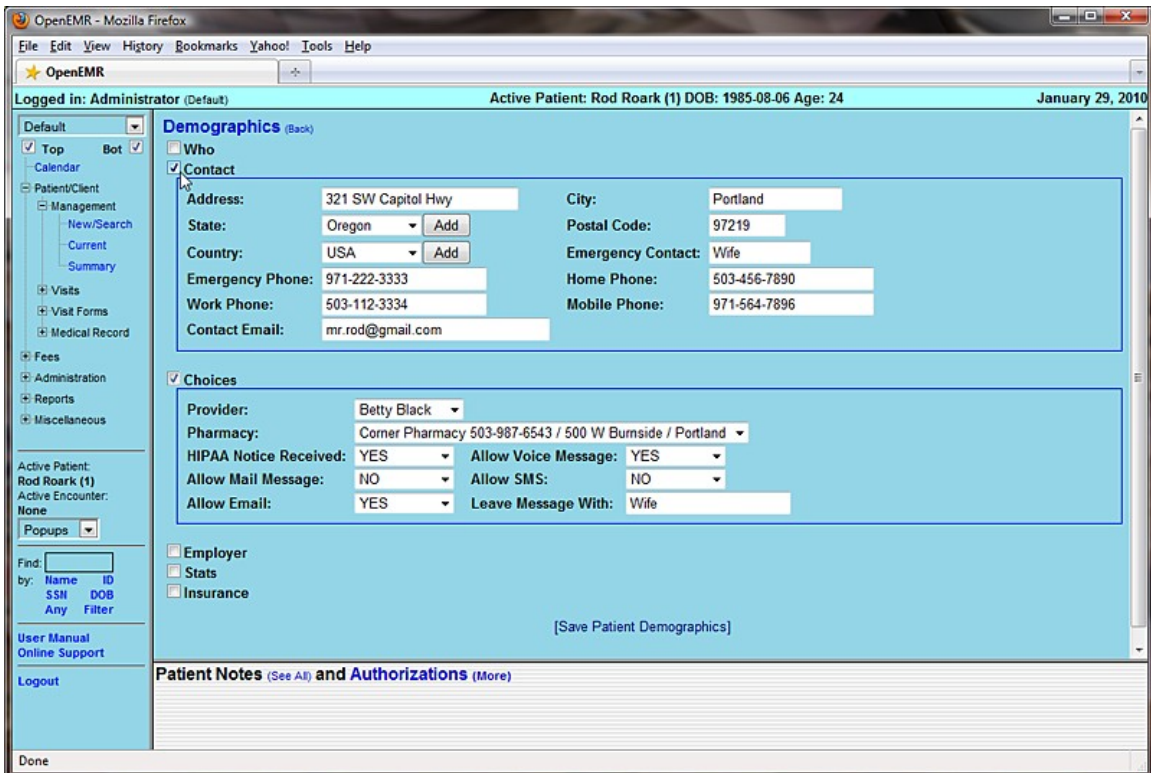 OpenEMR - Mozilla Firefox
File Edit View History Bookmarks Yahoo! Tools Help
OpenEMR
Logged in: Administrator (Default) Active Patient: Rod Roark (1) DOB: 1985-08-06 Age: 24 January 29, 2010
Default
Top Bot
Calendar
Patient/Client
Management
New/Search
Current
Summary
Visits
Visit Forms
Medical Record
Fees
Administration
Reports
Miscellaneous
Active Patient:
Rod Roark (1)
Active Encounter:
None
Popups
Find:
by: Name ID
SSN DOB
Any Filter
User Manual
Online Support
Logout
Demographics (Back)
Who
Contact
Address: 321 SW Capitol Hwy City: Portland
State: Oregon Add Postal Code: 97219
Country: USA Add Emergency Contact: Wife
Emergency Phone: 971-222-3333 Home Phone: 503-456-7890
Work Phone: 503-112-3334 Mobile Phone: 971-564-7896
Contact Email: mr.rod@gmail.com
Choices
Provider: Betty Black
Pharmacy: Corner Pharmacy 503-987-6543 / 500 W Burnside / Portland
HIPAA Notice Received: YES Allow Voice Message: YES
Allow Mail Message: NO Allow SMS: NO
Allow Email: YES Leave Message With: Wife
Employer
Stats
Insurance
[Save Patient Demographics]
Patient Notes (See All) and Authorizations (More)
Done